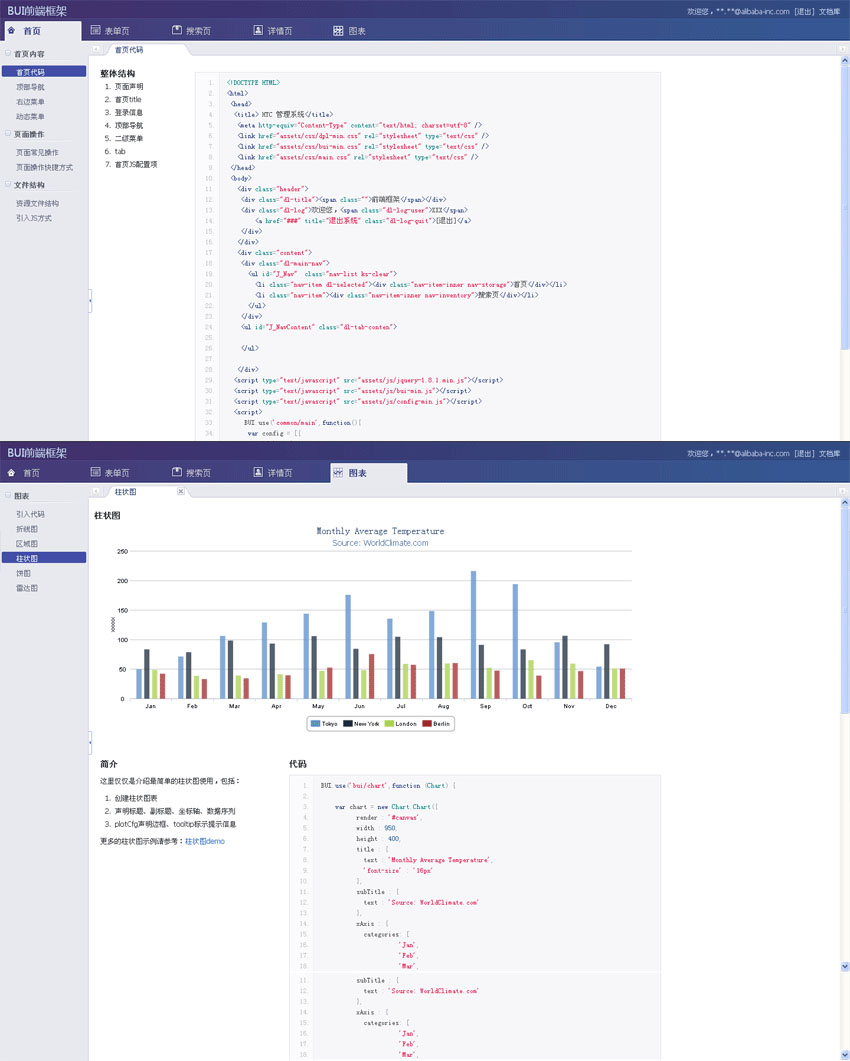 BUI前端框架
欢迎您，**.**@alibaba-inc.com [退出] 文档库
首页 表单页 搜索页 详情页 图表
首页内容
首页代码
顶部导航
右边菜单
动态菜单
页面操作
页面常见操作
页面操作快捷方式
文件结构
资源文件结构
引入JS方式
首页代码
整体结构
1. 页面声明
2. 首页title
3. 登录信息
4. 顶部导航
5. 二级菜单
6. tab
7. 首页JS配置项
1. <!DOCTYPE HTML>
2. <html>
3. <head>
4. <title> HTC 管理系统</title>
5. <meta http-equiv="Content-Type" content="text/html; charset=utf-8" />
6. <link href="assets/css/dpl-min.css" rel="stylesheet" type="text/css" />
7. <link href="assets/css/bui-min.css" rel="stylesheet" type="text/css" />
8. <link href="assets/css/main.css" rel="stylesheet" type="text/css" />
9. </head>
10. <body>
11. <div class="header">
12. <div class="dl-title"><span class="">前端框架</span></div>
13. <div class="dl-log">欢迎您，<span class="dl-log-user">XXX</span>
14. <a href="###" title="退出系统" class="dl-log-quit">[退出]</a>
15. </div>
16. </div>
17. <div class="content">
18. <div class="dl-main-nav">
19. <ul id="J_Nav" class="nav-list ks-clear">
20. <li class="nav-item dl-selected"><div class="nav-item-inner nav-storage">首页</div></li>
21. <li class="nav-item"><div class="nav-item-inner nav-inventory">搜索页</div></li>
22. </ul>
23. </div>
24. <ul id="J_NavContent" class="dl-tab-conten">
25.
26. </ul>
27.
28. </div>
29. <script type="text/javascript" src="assets/js/jquery-1.8.1.min.js"></script>
30. <script type="text/javascript" src="assets/js/bui-min.js"></script>
31. <script type="text/javascript" src="assets/js/config-min.js"></script>
32. <script>
33. BUI.use('common/main',function(){
34. var config = [{
BUI前端框架
欢迎您，**.**@alibaba-inc.com [退出] 文档库
首页 表单页 搜索页 详情页 图表
图表
引入代码
折线图
区域图
柱状图
饼图
雷达图
柱状图
柱状图
Monthly Average Temperature
Source: WorldClimate.com
250
200
150
100
50
0
xxxxx
Jan Feb Mar Apr May Jun Jul Aug Sep Oct Nov Dec
Tokyo New York London Berlin
简介
这里仅仅是介绍最简单的柱状图使用，包括：
1. 创建柱状图表
2. 声明标题、副标题、坐标轴、数据序列
3. plotCfg声明边框、tooltip标示提示信息
更多的柱状图示例请参考：柱状图demo
代码
1. BUI.use('bui/chart',function (Chart) {
2.
3. var chart = new Chart.Chart({
4. render : '#canvas',
5. width : 950,
6. height : 400,
7. title : {
8. text : 'Monthly Average Temperature',
9. 'font-size' : '16px'
10. },
11. subTitle : {
12. text : 'Source: WorldClimate.com'
13. },
14. xAxis : {
15. categories: [
16. 'Jan',
17. 'Feb',
18. 'Mar',
11. subTitle : {
12. text : 'Source: WorldClimate.com'
13. },
14. xAxis : {
15. categories: [
16. 'Jan',
17. 'Feb',
18. 'Mar',